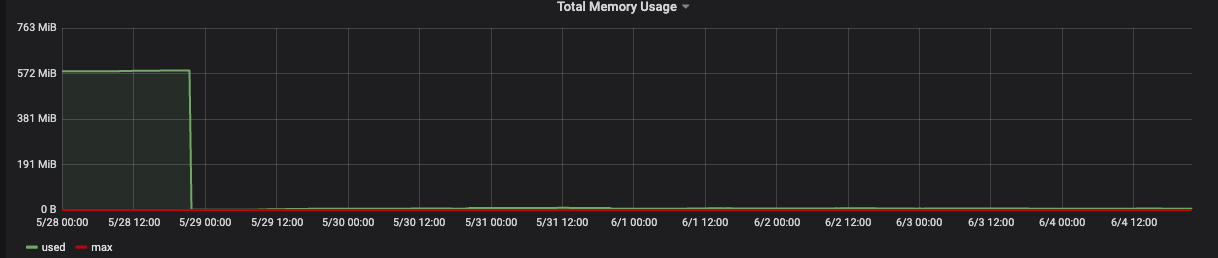 Total Memory Usage
763 MiB
572 MiB
381 MiB
191 MiB
0 B
5/28 00:00 5/28 12:00 5/29 00:00 5/29 12:00 5/30 00:00 5/30 12:00 5/31 00:00 5/31 12:00 6/1 00:00 6/1 12:00 6/2 00:00 6/2 12:00 6/3 00:00 6/3 12:00 6/4 00:00 6/4 12:00
used max